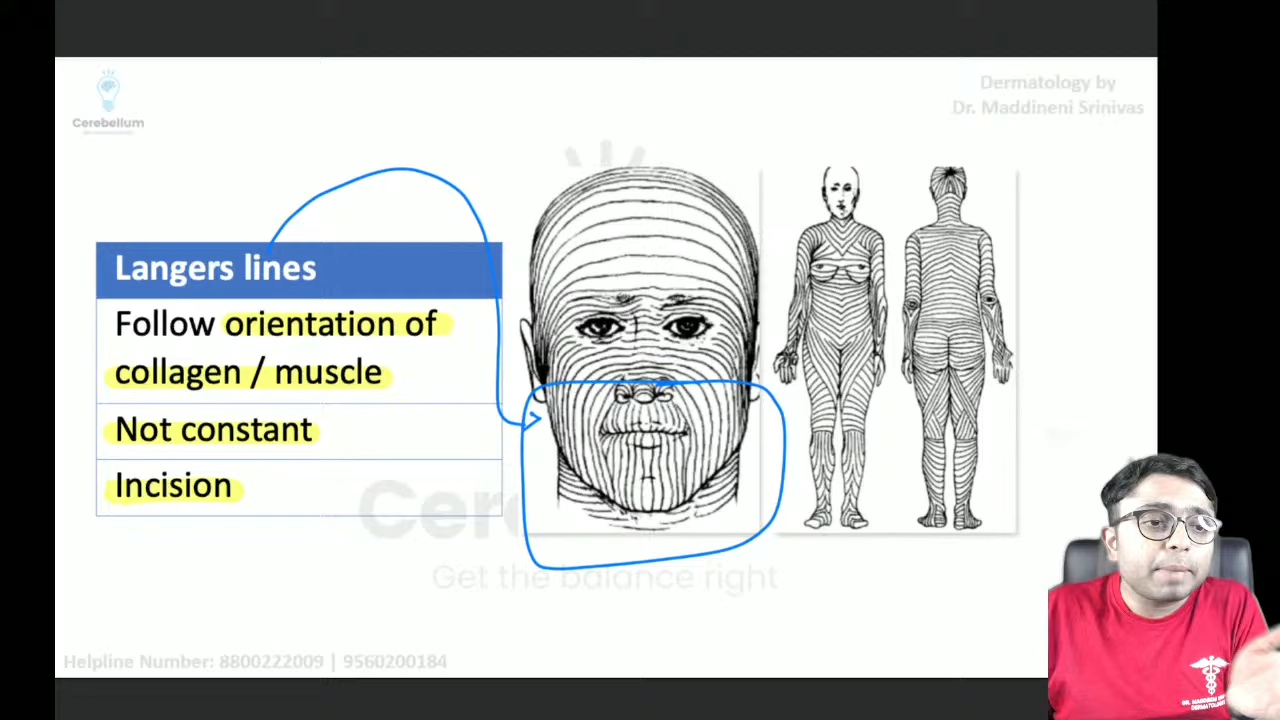 Cerebellum
Dermatology by
Dr. Maddineni Srinivas
Langers lines
Follow orientation of
collagen / muscle
Not constant
Incision
Get the balance right
Helpline Number: 8800222009 | 9560200184